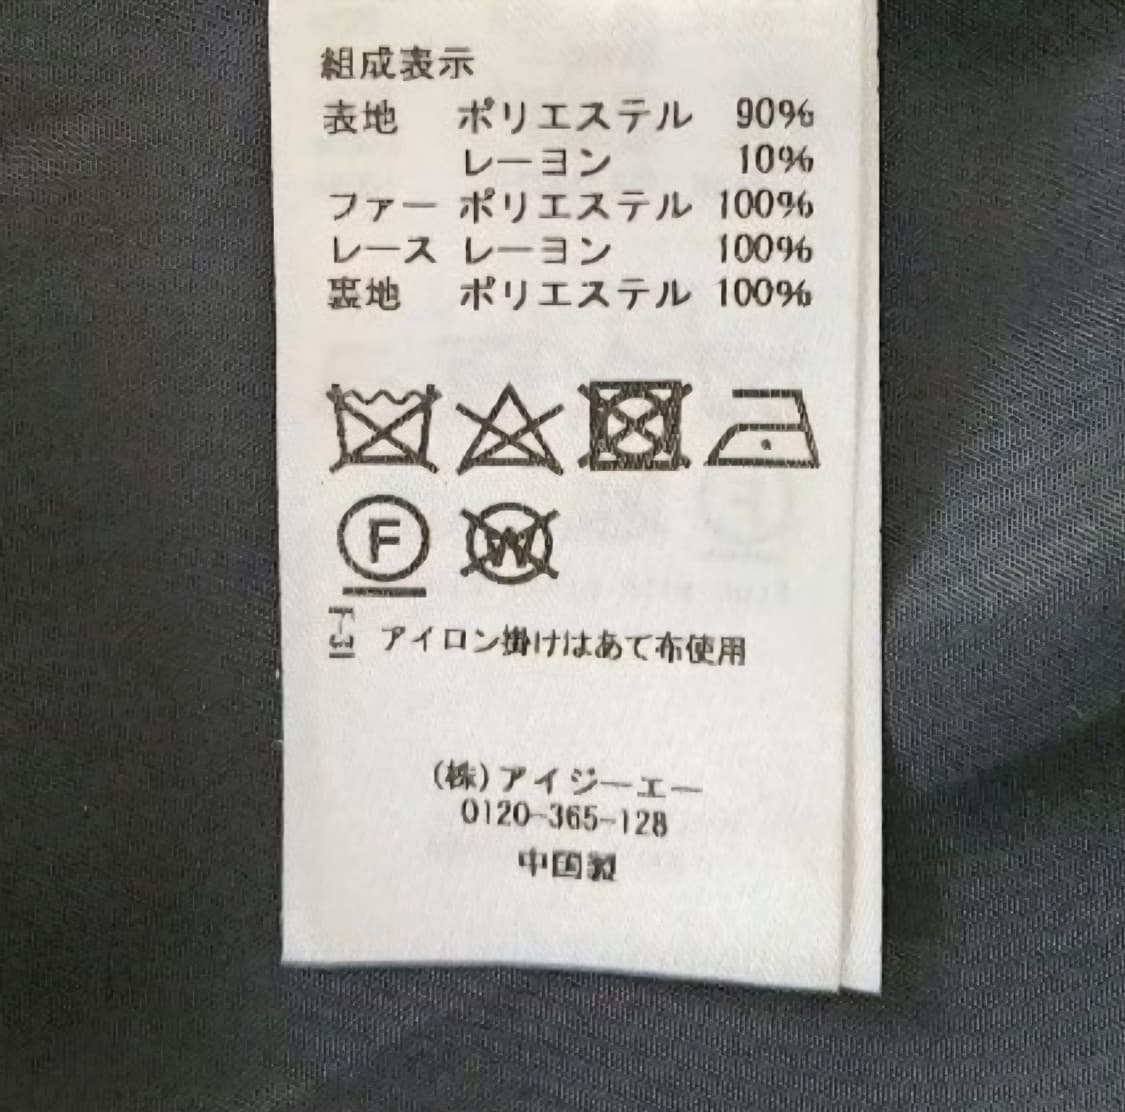 組成表示
表地 ポリエステル 90%
レーヨン 10%
ファー ポリエステル 100%
レース レーヨン 100%
裏地 ポリエステル 100%
F W
アイロン掛けはあて布使用
(株)アイジーエー
0120-365-128
中国製